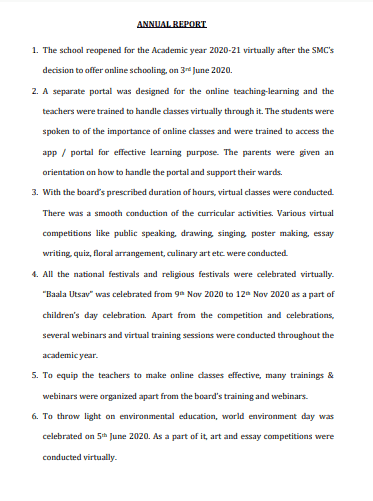 ANNUAL REPORT
1. The school reopened for the Academic year 2020-21 virtually after the SMC's
decision to offer online schooling, on 3rd June 2020.
2. A separate portal was designed for the online teaching-learning and the
teachers were trained to handle classes virtually through it. The students were
spoken to of the importance of online classes and were trained to access the
app / portal for effective learning purpose. The parents were given an
orientation on how to handle the portal and support their wards.
3. With the board's prescribed duration of hours, virtual classes were conducted.
There was a smooth conduction of the curricular activities. Various virtual
competitions like public speaking, drawing, singing, poster making, essay
writing, quiz, floral arrangement, culinary art etc. were conducted.
4. All the national festivals and religious festivals were celebrated virtually.
"Baala Utsav" was celebrated from 9th Nov 2020 to 12th Nov 2020 as a part of
children's day celebration. Apart from the competition and celebrations,
several webinars and virtual training sessions were conducted throughout the
academic year.
5. To equip the teachers to make online classes effective, many trainings &
webinars were organized apart from the board's training and webinars.
6. To throw light on environmental education, world environment day was
celebrated on 5th June 2020. As a part of it, art and essay competitions were
conducted virtually.